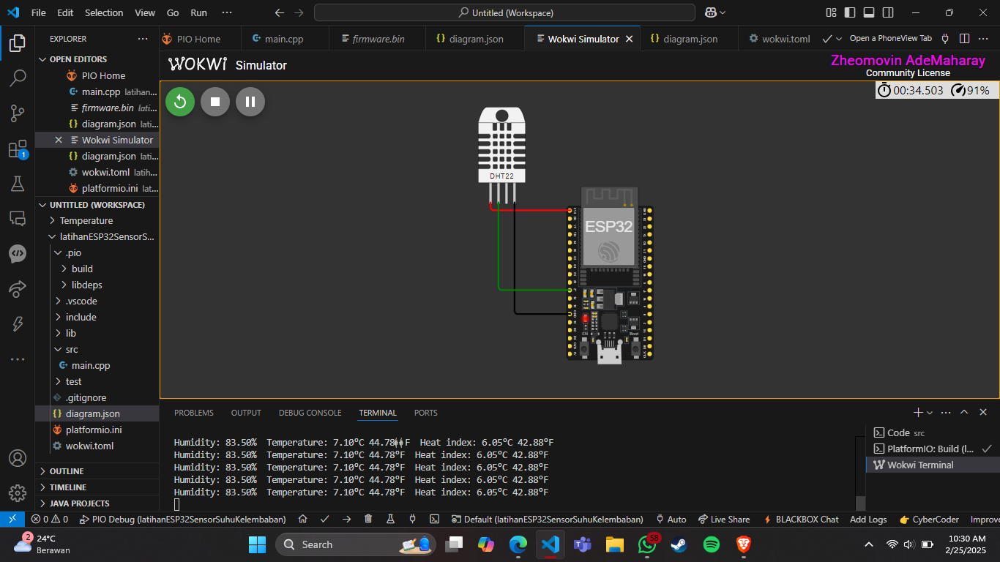 File Edit Selection View Go Run ···
Untitled (Workspace)
EXPLORER
OPEN EDITORS
PIO Home
main.cpp latihan...
firmware.bin lati...
diagram.json lati...
Wokwi Simulator
diagram.json lati...
wokwi.toml latih...
platformio.ini lat...
UNTITLED (WORKSPACE)
Temperature
latihanESP32SensorS...
.pio
build
libdeps
.vscode
include
lib
src
main.cpp
test
.gitignore
diagram.json
platformio.ini
wokwi.toml
OUTLINE
TIMELINE
JAVA PROJECTS
1
PIO Home main.cpp firmware.bin diagram.json Wokwi Simulator diagram.json wokwi.toml Open a PhoneView Tab
WOKWI Simulator
Zheomovin AdeMaharay
Community License
00:34.503 91%
DHT22
ESP32
EN Boot
PROBLEMS OUTPUT DEBUG CONSOLE TERMINAL PORTS
Humidity: 83.50% Temperature: 7.10°C 44.78��F Heat index: 6.05°C 42.88°F
Humidity: 83.50% Temperature: 7.10°C 44.78°F Heat index: 6.05°C 42.88°F
Humidity: 83.50% Temperature: 7.10°C 44.78°F Heat index: 6.05°C 42.88°F
Humidity: 83.50% Temperature: 7.10°C 44.78°F Heat index: 6.05°C 42.88°F
Humidity: 83.50% Temperature: 7.10°C 44.78°F Heat index: 6.05°C 42.88°F
Code src
PlatformIO: Build (l...
Wokwi Terminal
0 0 PIO Debug (latihanESP32SensorSuhuKelembaban) Default (latihanESP32SensorSuhuKelembaban) Auto Live Share BLACKBOX Chat Add Logs CyberCoder Improve
2
24°C
Berawan
Search
58
10:30 AM
2/25/2025